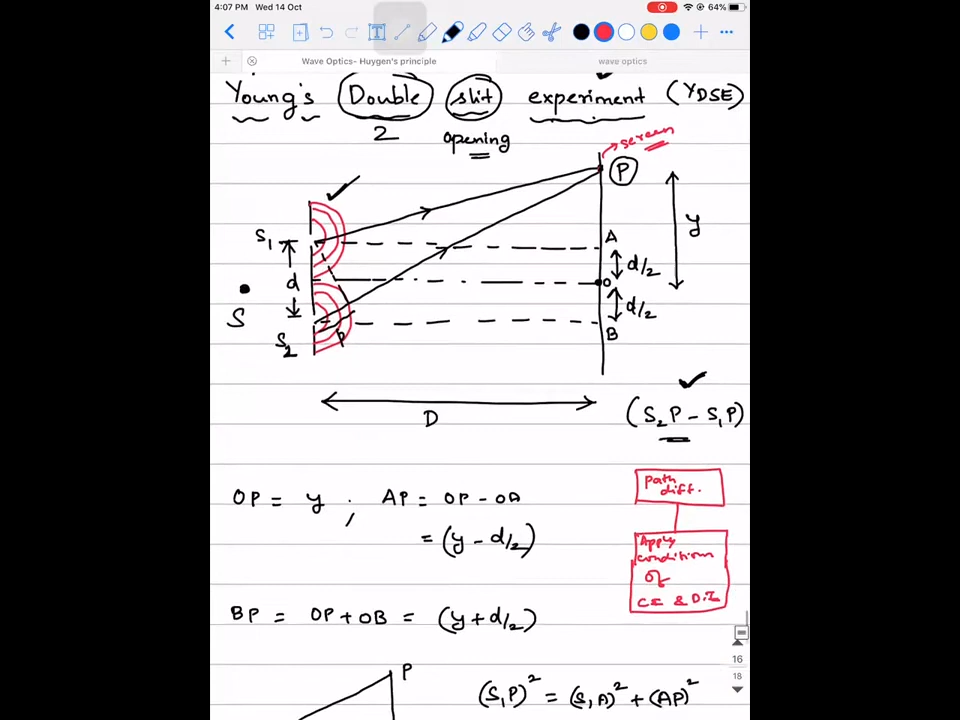 4:07 PM Wed 14 Oct
64%
Wave Optics- Huygen's principle
wave optics
Young's Double slit experiment (YDSE)
2 opening
screen
P
S1
A
y
d/2
d
O
S
d/2
S2
B
D
(S2P - S1P)
OP = y ; AP = OP - OA
= (y - d/2)
path
diff.
Apply
conditions
of
C.I & D.I
BP = OP + OB = (y + d/2)
P
(S1P)² = (S1A)² + (AP)²
16
18